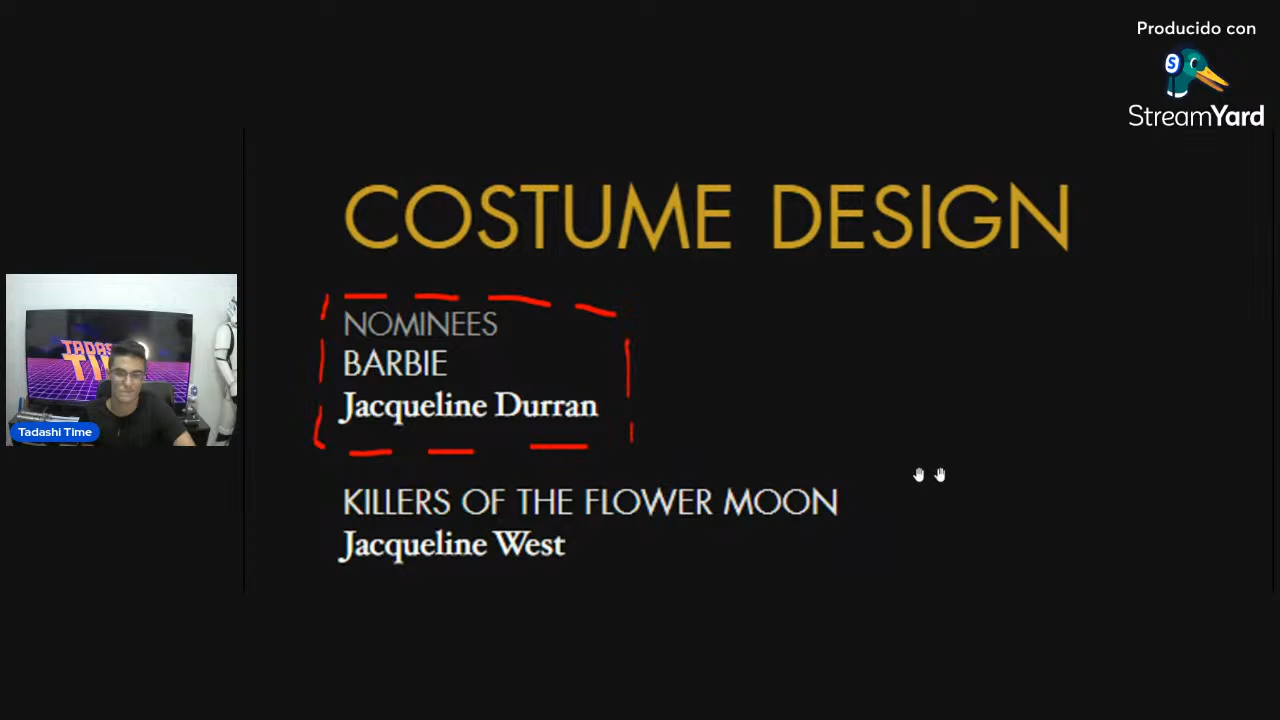 Producido con
StreamYard
COSTUME DESIGN
NOMINEES
BARBIE
Jacqueline Durran
Tadashi Time
KILLERS OF THE FLOWER MOON
Jacqueline West